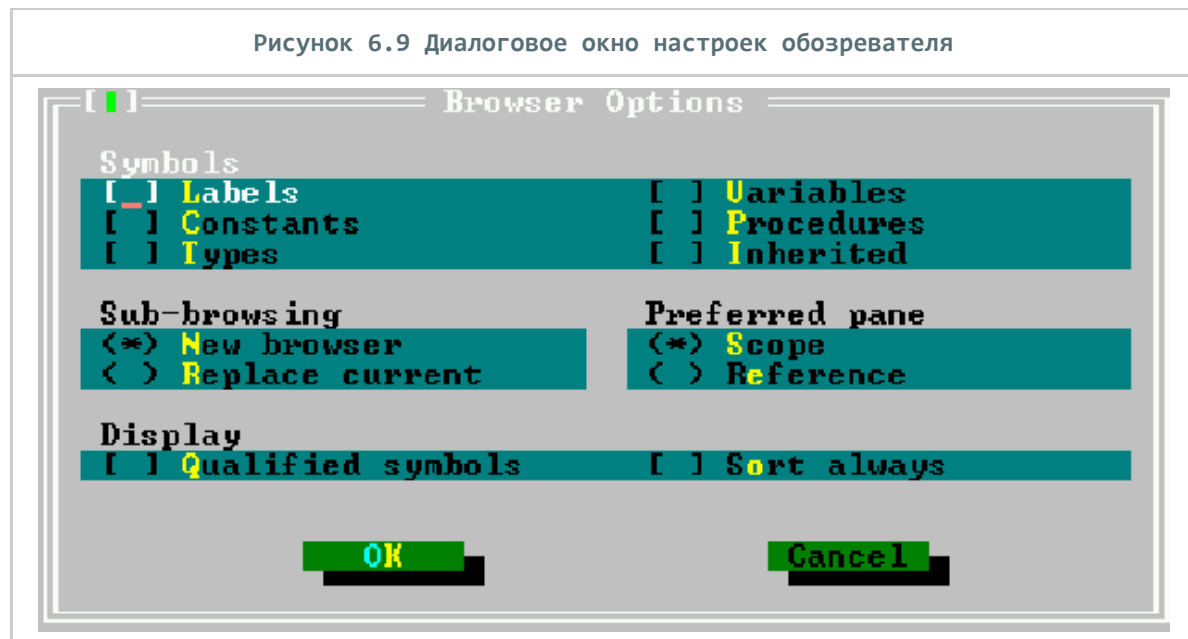 Рисунок 6.9 Диалоговое окно настроек обозревателя
[▮] Browser Options
Symbols
[_] Labels [ ] Variables
[ ] Constants [ ] Procedures
[ ] Types [ ] Inherited
Sub-browsing Preferred pane
(*) New browser (*) Scope
( ) Replace current ( ) Reference
Display
[ ] Qualified symbols [ ] Sort always
OK Cancel